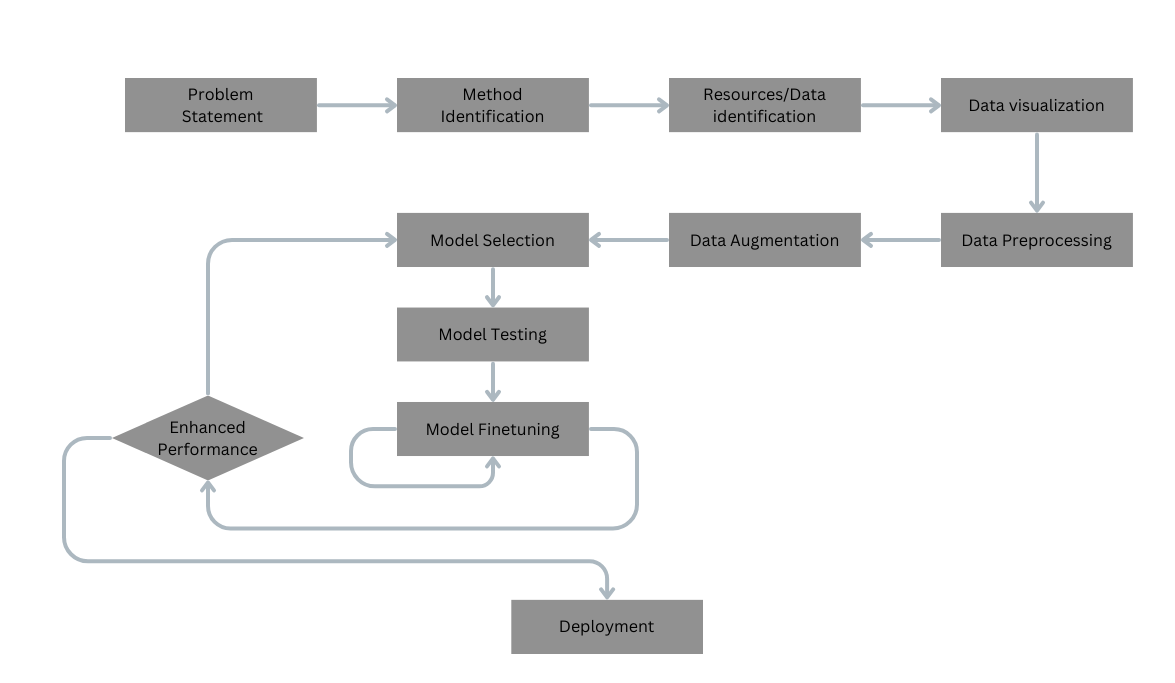 Problem
Statement
Method
Identification
Resources/Data
identification
Data visualization
Model Selection
Data Augmentation
Data Preprocessing
Model Testing
Enhanced
Performance
Model Finetuning
Deployment